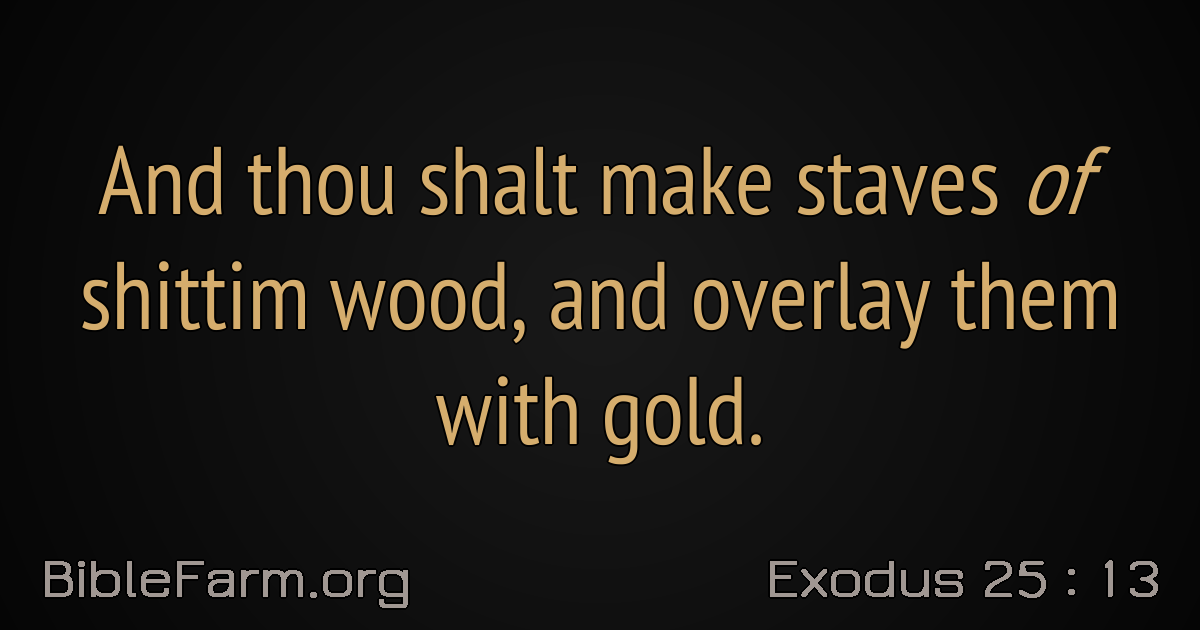 And thou shalt make staves of
shittim wood, and overlay them
with gold.
BibleFarm.org
Exodus 25 : 13